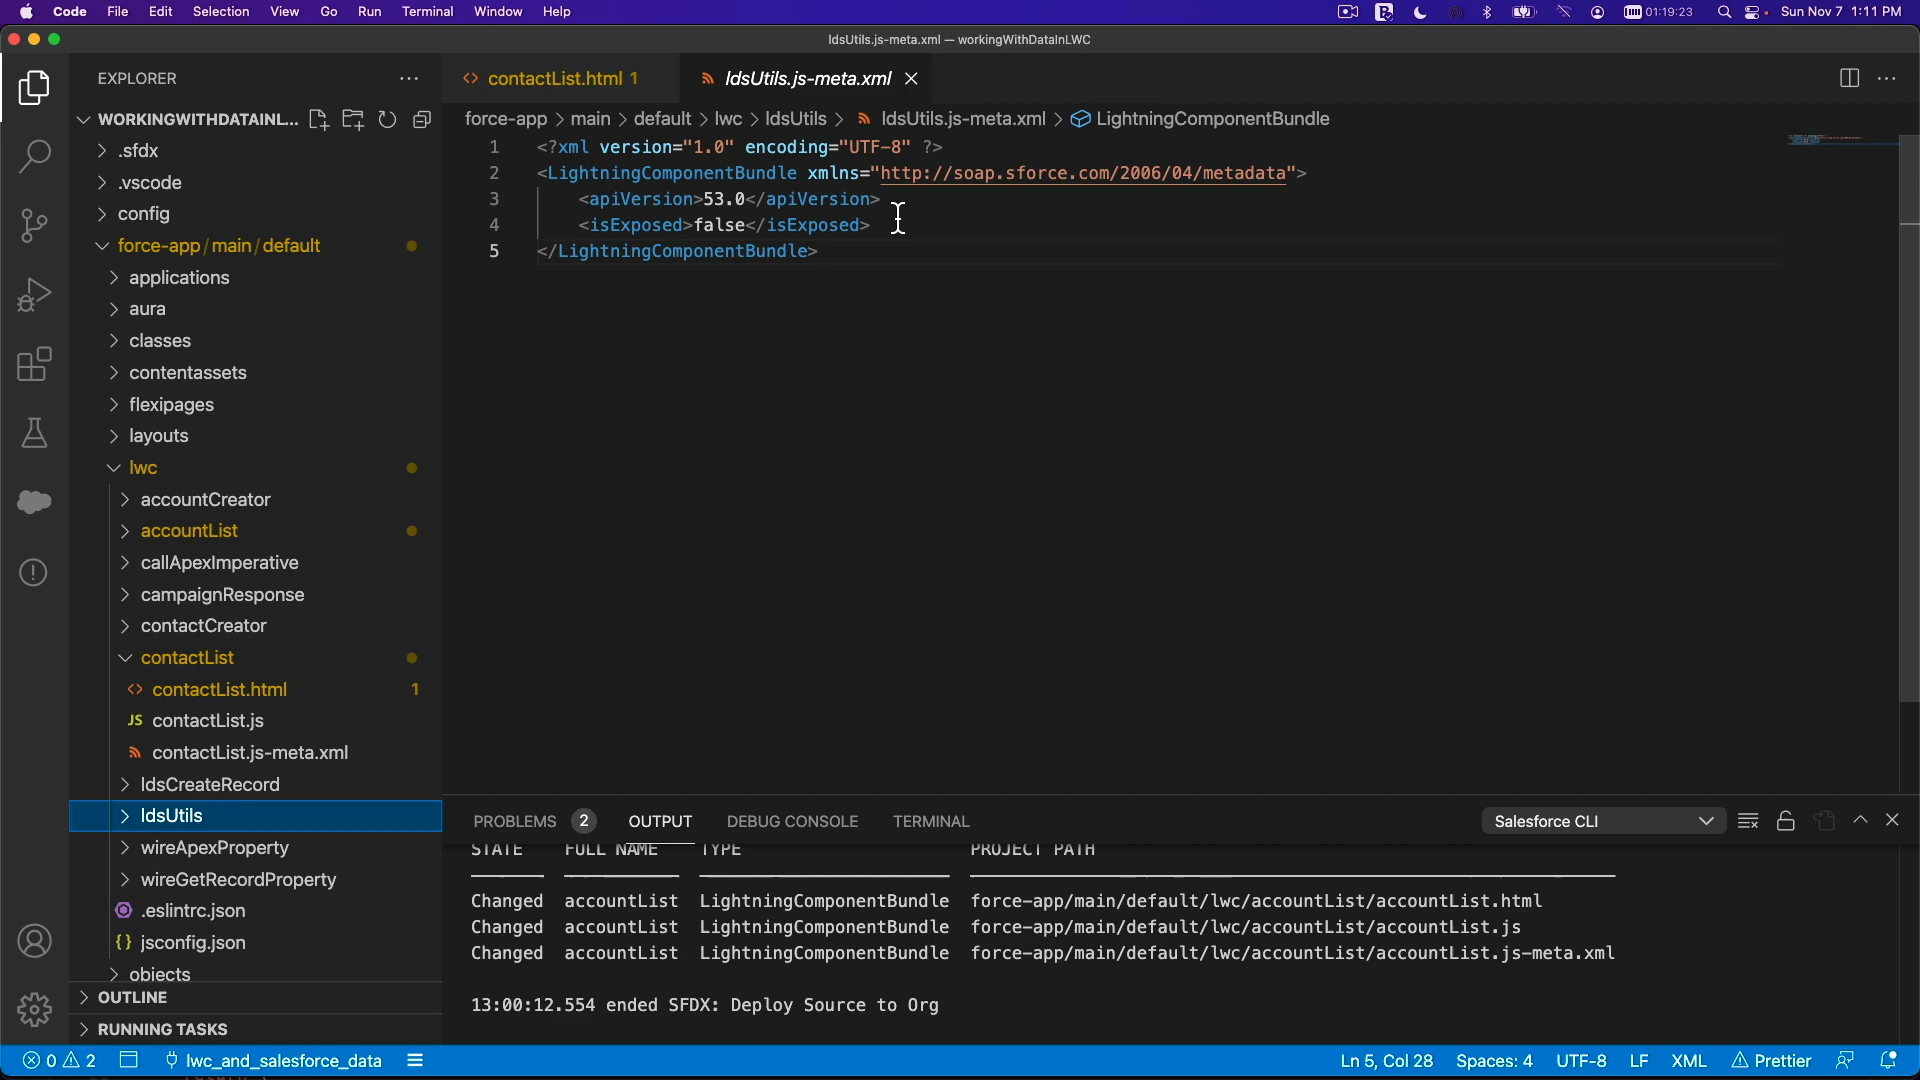 Code File Edit Selection View Go Run Terminal Window Help 01:19:23 Sun Nov 7 1:11 PM
ldsUtils.js-meta.xml — workingWithDataInLWC
EXPLORER
contactList.html 1
ldsUtils.js-meta.xml
WORKINGWITHDATAINL...
force-app > main > default > lwc > ldsUtils > ldsUtils.js-meta.xml > LightningComponentBundle
1 <?xml version="1.0" encoding="UTF-8" ?>
2 <LightningComponentBundle xmlns="http://soap.sforce.com/2006/04/metadata">
3 <apiVersion>53.0</apiVersion>
4 <isExposed>false</isExposed>
5 </LightningComponentBundle>
.sfdx
.vscode
config
force-app/main/default
applications
aura
classes
contentassets
flexipages
layouts
lwc
accountCreator
accountList
callApexImperative
campaignResponse
contactCreator
contactList
contactList.html 1
JS contactList.js
contactList.js-meta.xml
ldsCreateRecord
ldsUtils
wireApexProperty
wireGetRecordProperty
.eslintrc.json
{} jsconfig.json
objects
OUTLINE
RUNNING TASKS
PROBLEMS 2 OUTPUT DEBUG CONSOLE TERMINAL Salesforce CLI
STATE FULL NAME TYPE PROJECT PATH
Changed accountList LightningComponentBundle force-app/main/default/lwc/accountList/accountList.html
Changed accountList LightningComponentBundle force-app/main/default/lwc/accountList/accountList.js
Changed accountList LightningComponentBundle force-app/main/default/lwc/accountList/accountList.js-meta.xml
13:00:12.554 ended SFDX: Deploy Source to Org
0 2 lwc_and_salesforce_data Ln 5, Col 28 Spaces: 4 UTF-8 LF XML Prettier